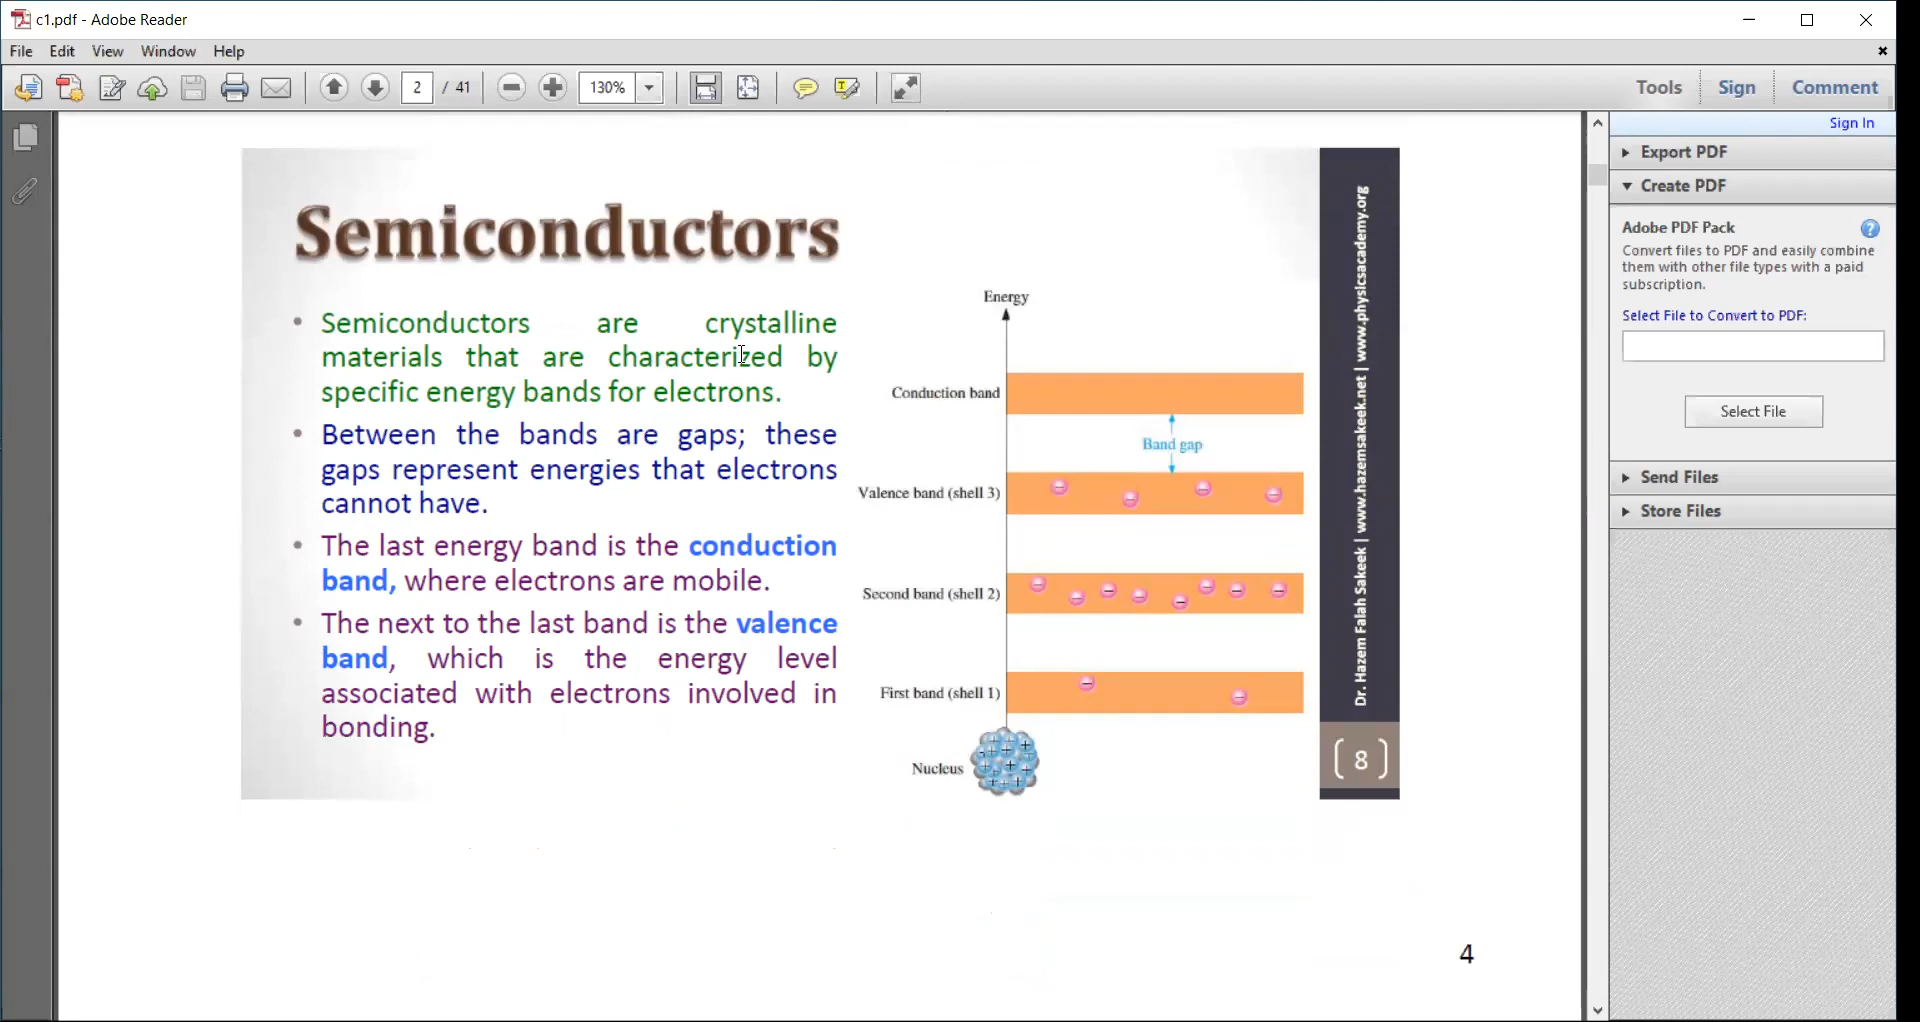 c1.pdf - Adobe Reader
File Edit View Window Help
2 / 41 130% Tools Sign Comment
Sign In
Export PDF
Create PDF
Adobe PDF Pack
Convert files to PDF and easily combine
them with other file types with a paid
subscription.
Select File to Convert to PDF:
Select File
Send Files
Store Files
Semiconductors
• Semiconductors are crystalline
materials that are characterized by
specific energy bands for electrons.
• Between the bands are gaps; these
gaps represent energies that electrons
cannot have.
• The last energy band is the conduction
band, where electrons are mobile.
• The next to the last band is the valence
band, which is the energy level
associated with electrons involved in
bonding.
Energy
Conduction band
Band gap
Valence band (shell 3)
Second band (shell 2)
First band (shell 1)
Nucleus
Dr. Hazem Falah Sakeek | www.hazemsakeek.net | www.physicsacademy.org
8
4